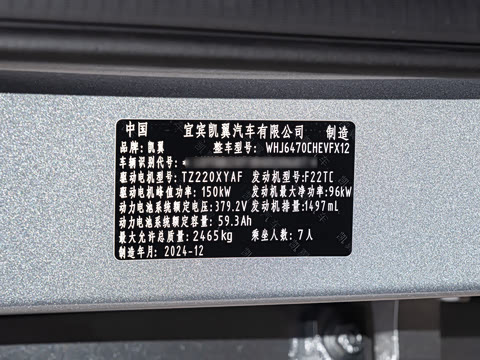 中国 宜宾凯翼汽车有限公司 制造
品牌：凯翼 整车型号：WHJ6470CHEVFX12
车辆识别代号：*
驱动电机型号：TZ220XYAF 发动机型号：F22TC
驱动电机峰值功率：150kW 发动机最大净功率：96kW
动力电池系统额定电压：379.2V 发动机排量：1497mL
动力电池系统额定容量：59.3Ah
最大允许总质量：2465kg 乘坐人数：7人
制造年月：2024-12